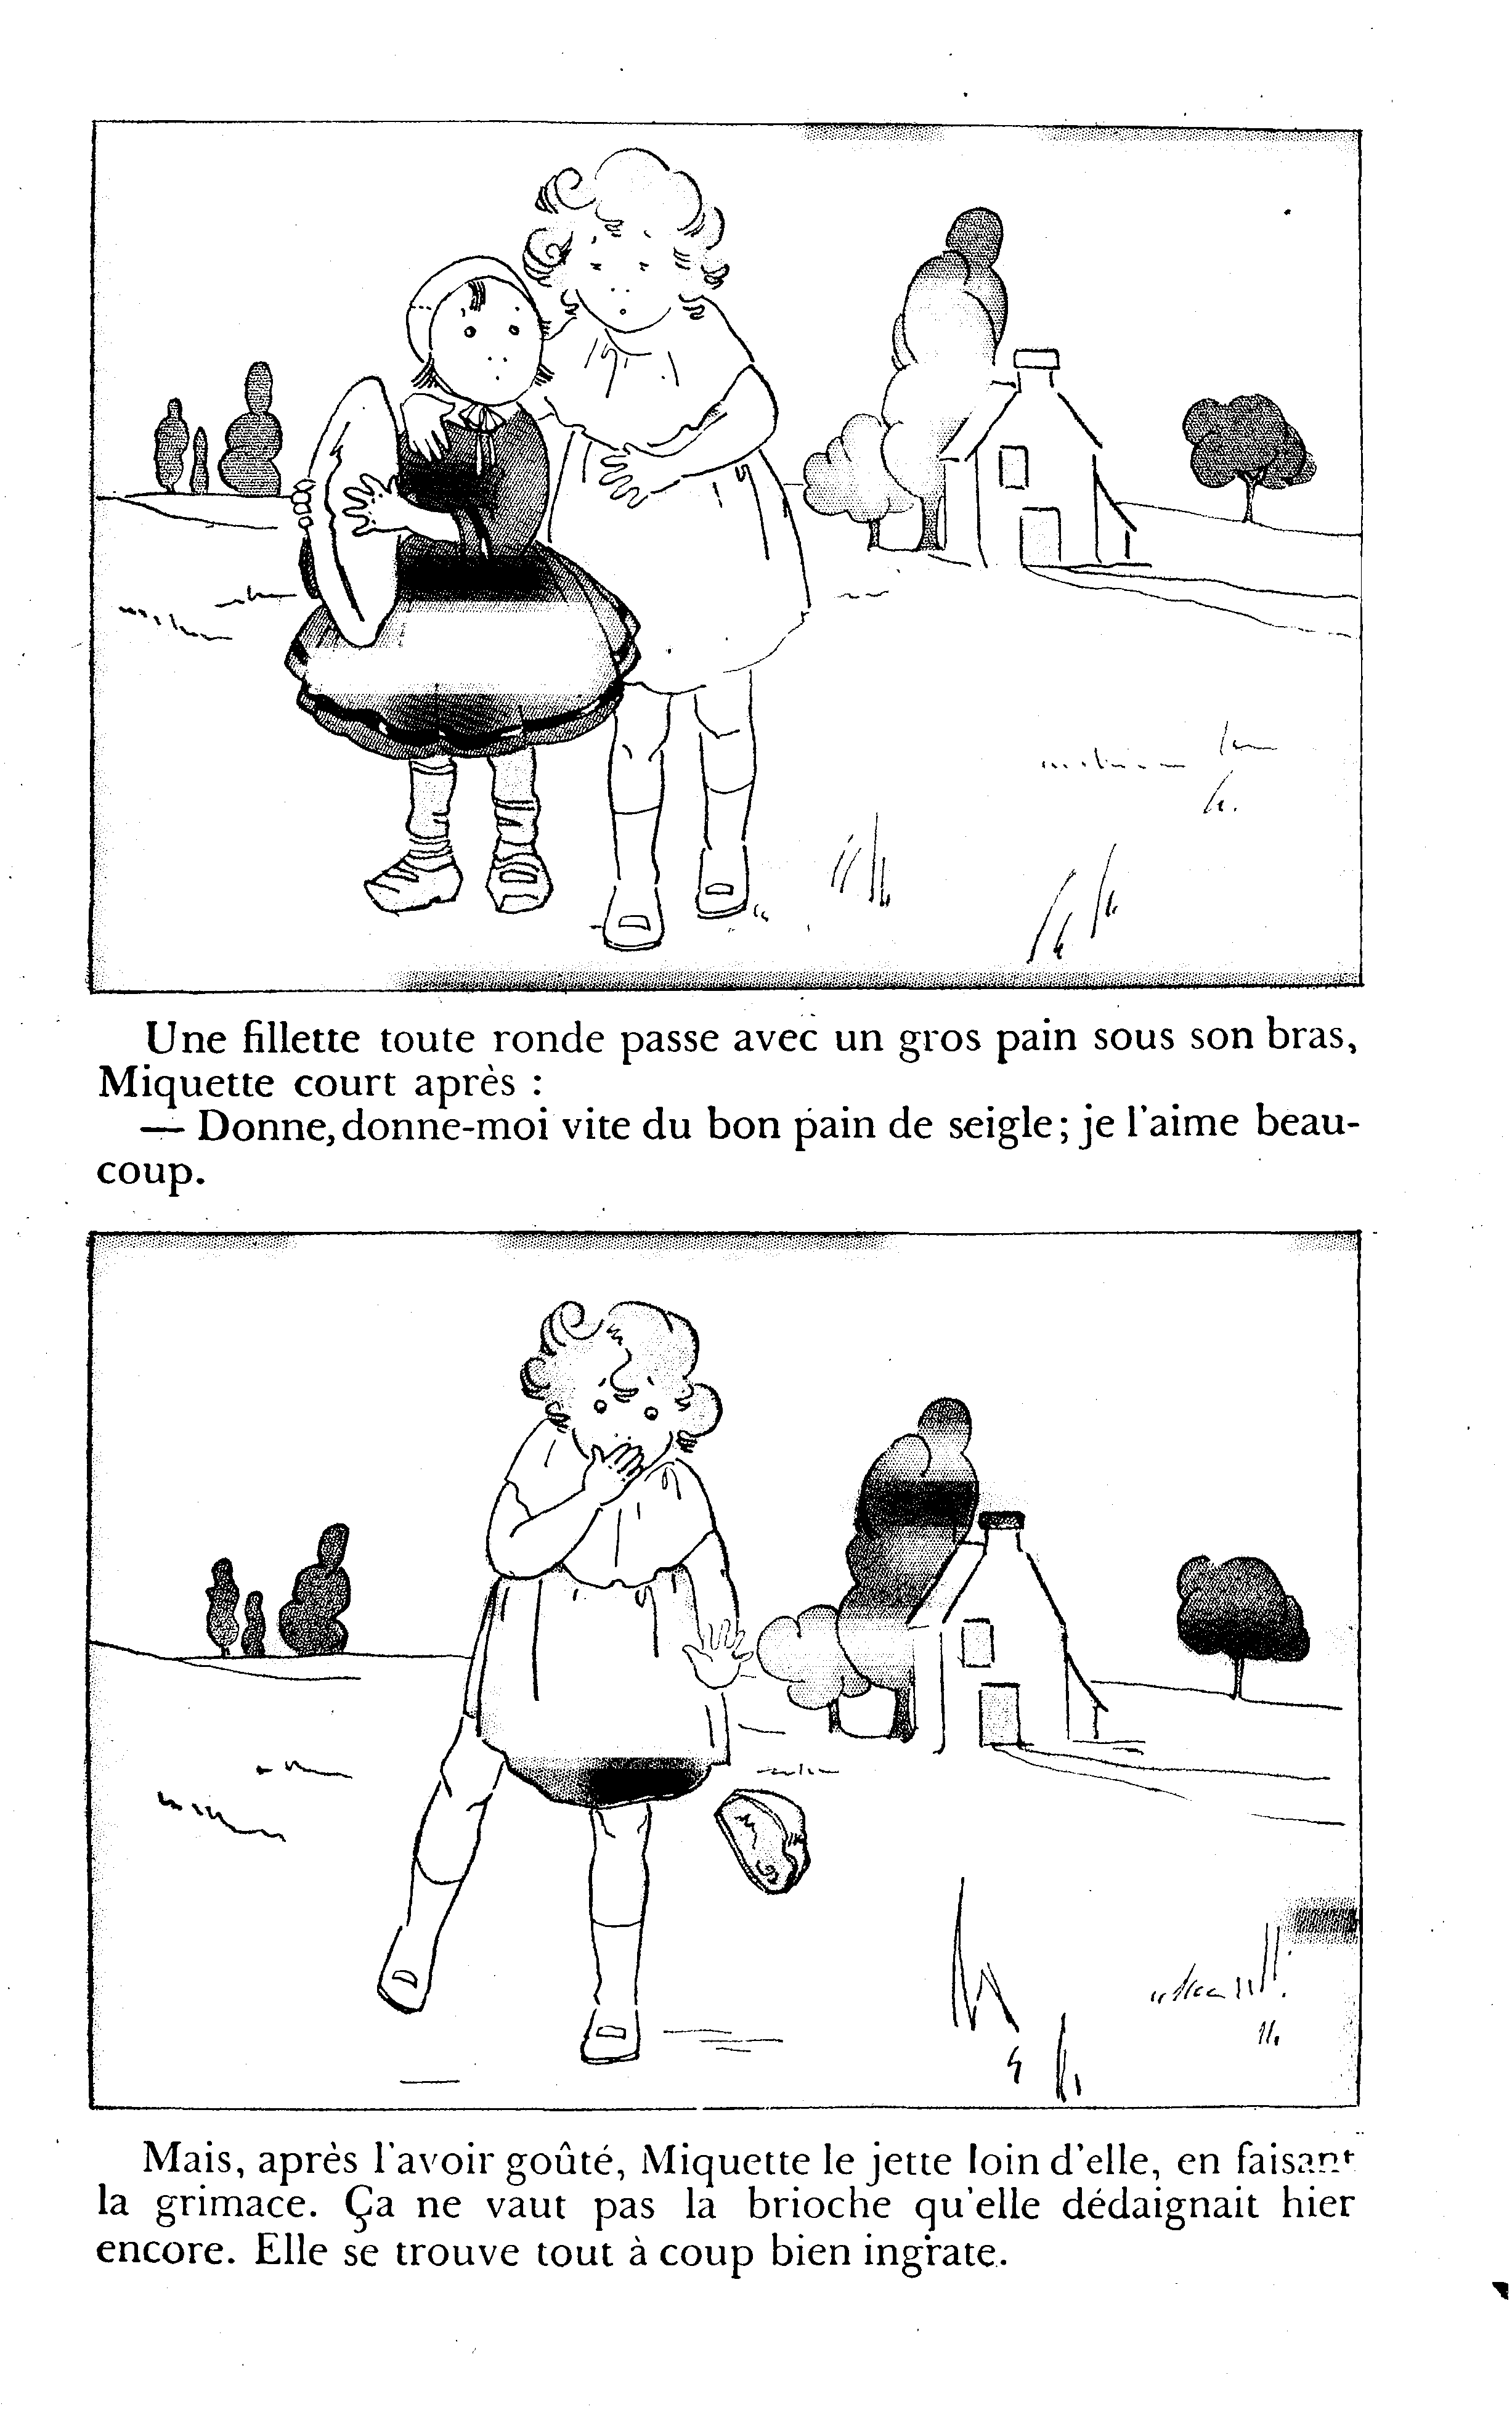 Une fillette toute ronde passe avec un gros pain sous son bras,
Miquette court après :
— Donne, donne-moi vite du bon pain de seigle; je l'aime beau-
coup.
Mais, après l'avoir goûté, Miquette le jette loin d'elle, en faisant
la grimace. Ça ne vaut pas la brioche qu'elle dédaignait hier
encore. Elle se trouve tout à coup bien ingrate.